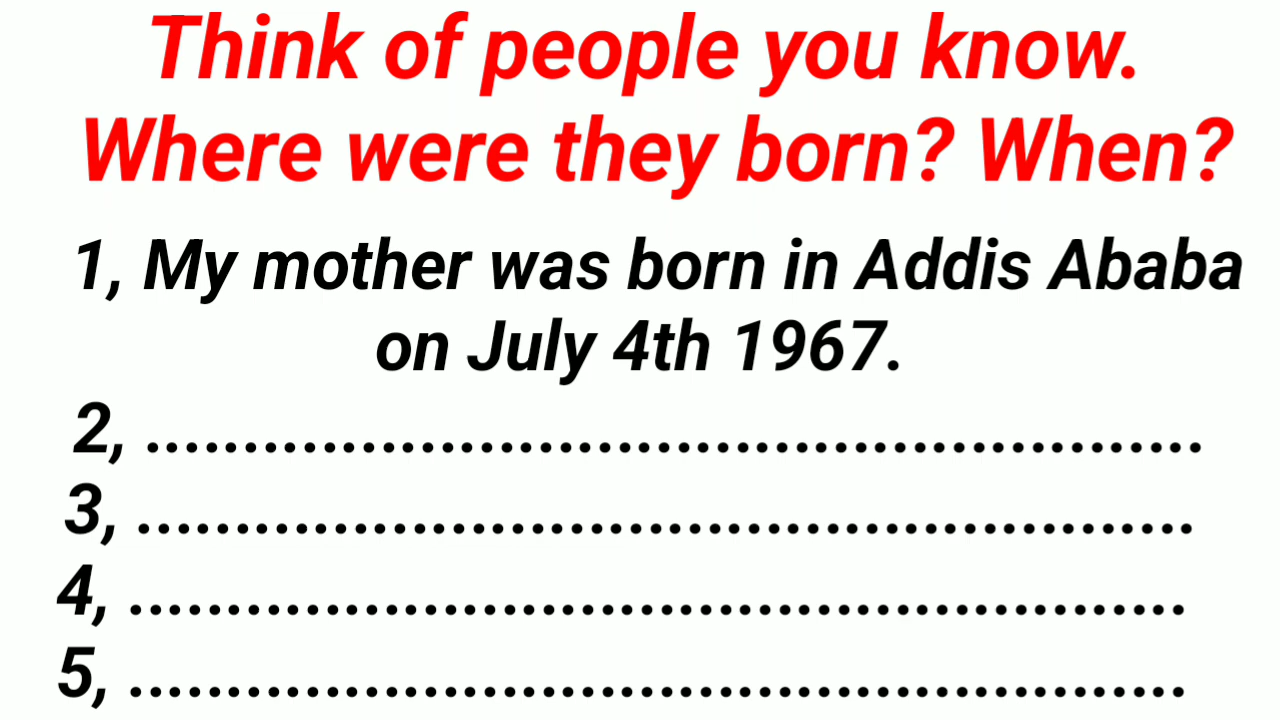 Think of people you know.
Where were they born? When?
1, My mother was born in Addis Ababa
on July 4th 1967.
2, ......................................................
3, ......................................................
4, ......................................................
5, ......................................................